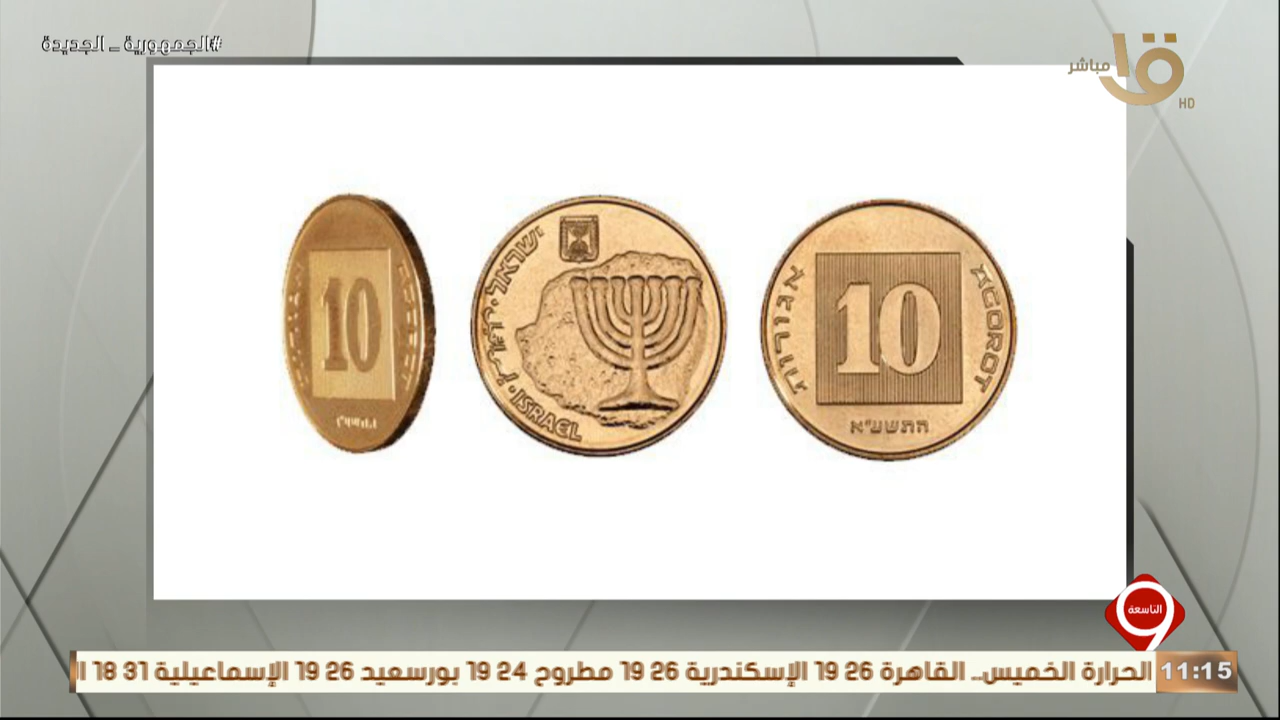 #الجمهورية_الجديدة
مباشر
HD
10
ישראל
ISRAEL
10
אגורות
AGOROT
התשע"א
التاسعة
9
11:15
الحرارة الخميس.. القاهرة 26 19 الإسكندرية 26 19 مطروح 24 19 بورسعيد 26 19 الإسماعيلية 31 18